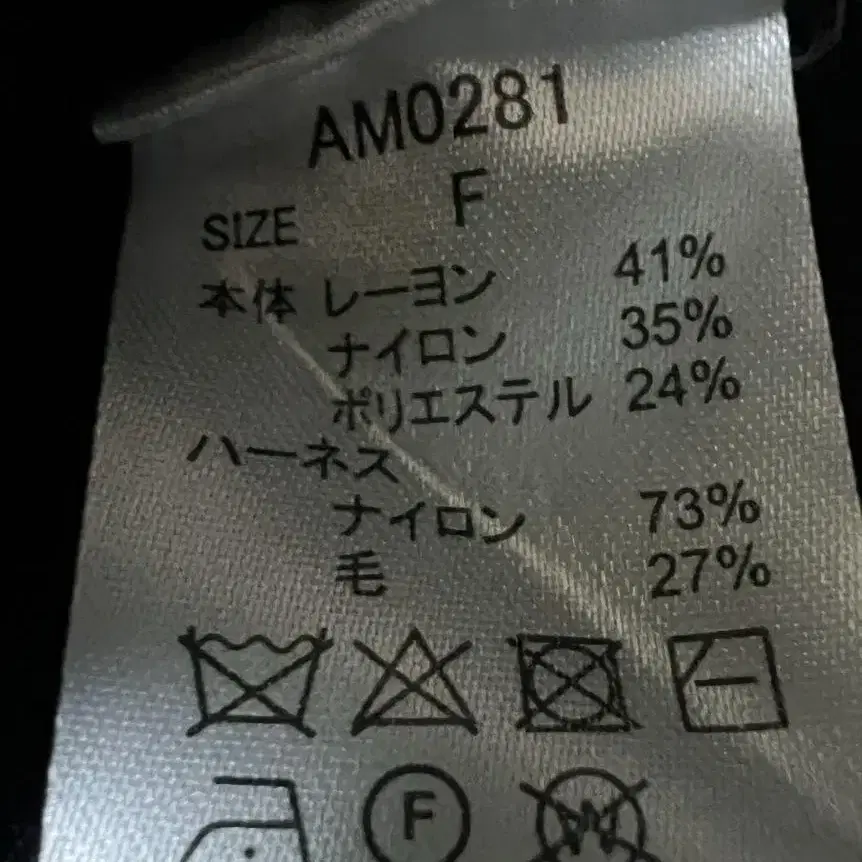 AM0281
SIZE F
本体 レーヨン 41%
ナイロン 35%
ポリエステル 24%
ハーネス
ナイロン 73%
毛 27%
F
W